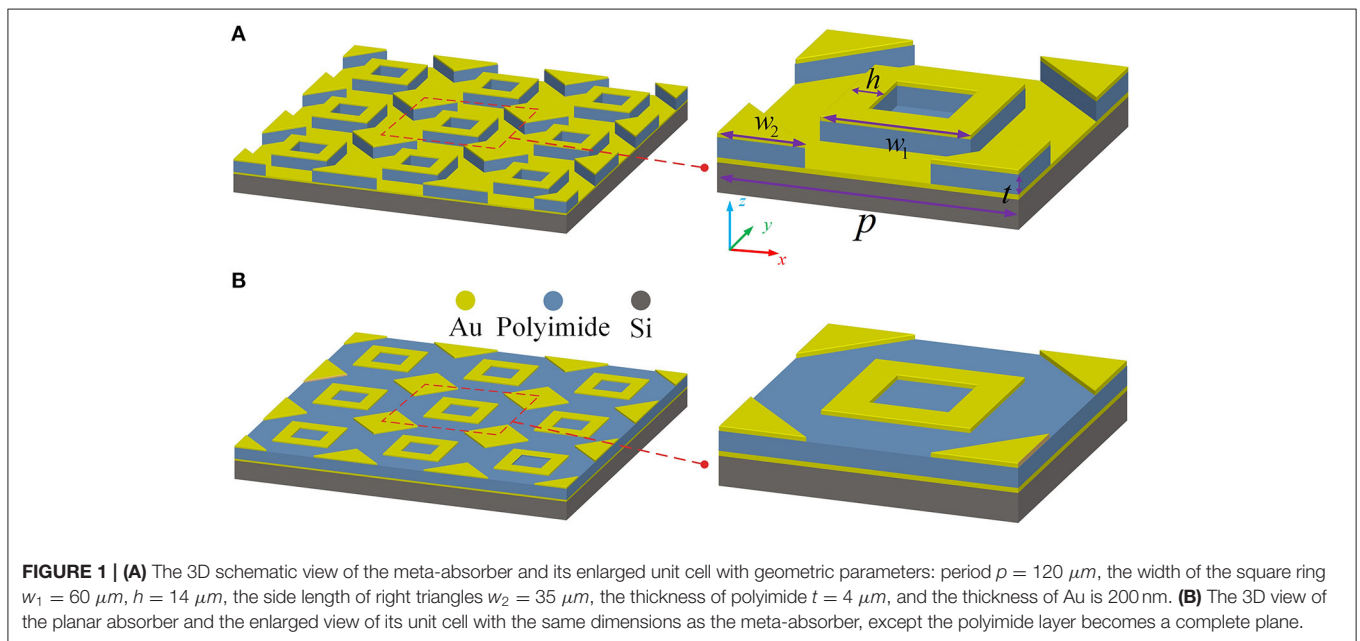 A
h
w₂
w₁
t
p
z
y
x
B
Au Polyimide Si
FIGURE 1 | (A) The 3D schematic view of the meta-absorber and its enlarged unit cell with geometric parameters: period p = 120 μm, the width of the square ring
w₁ = 60 μm, h = 14 μm, the side length of right triangles w₂ = 35 μm, the thickness of polyimide t = 4 μm, and the thickness of Au is 200 nm. (B) The 3D view of
the planar absorber and the enlarged view of its unit cell with the same dimensions as the meta-absorber, except the polyimide layer becomes a complete plane.